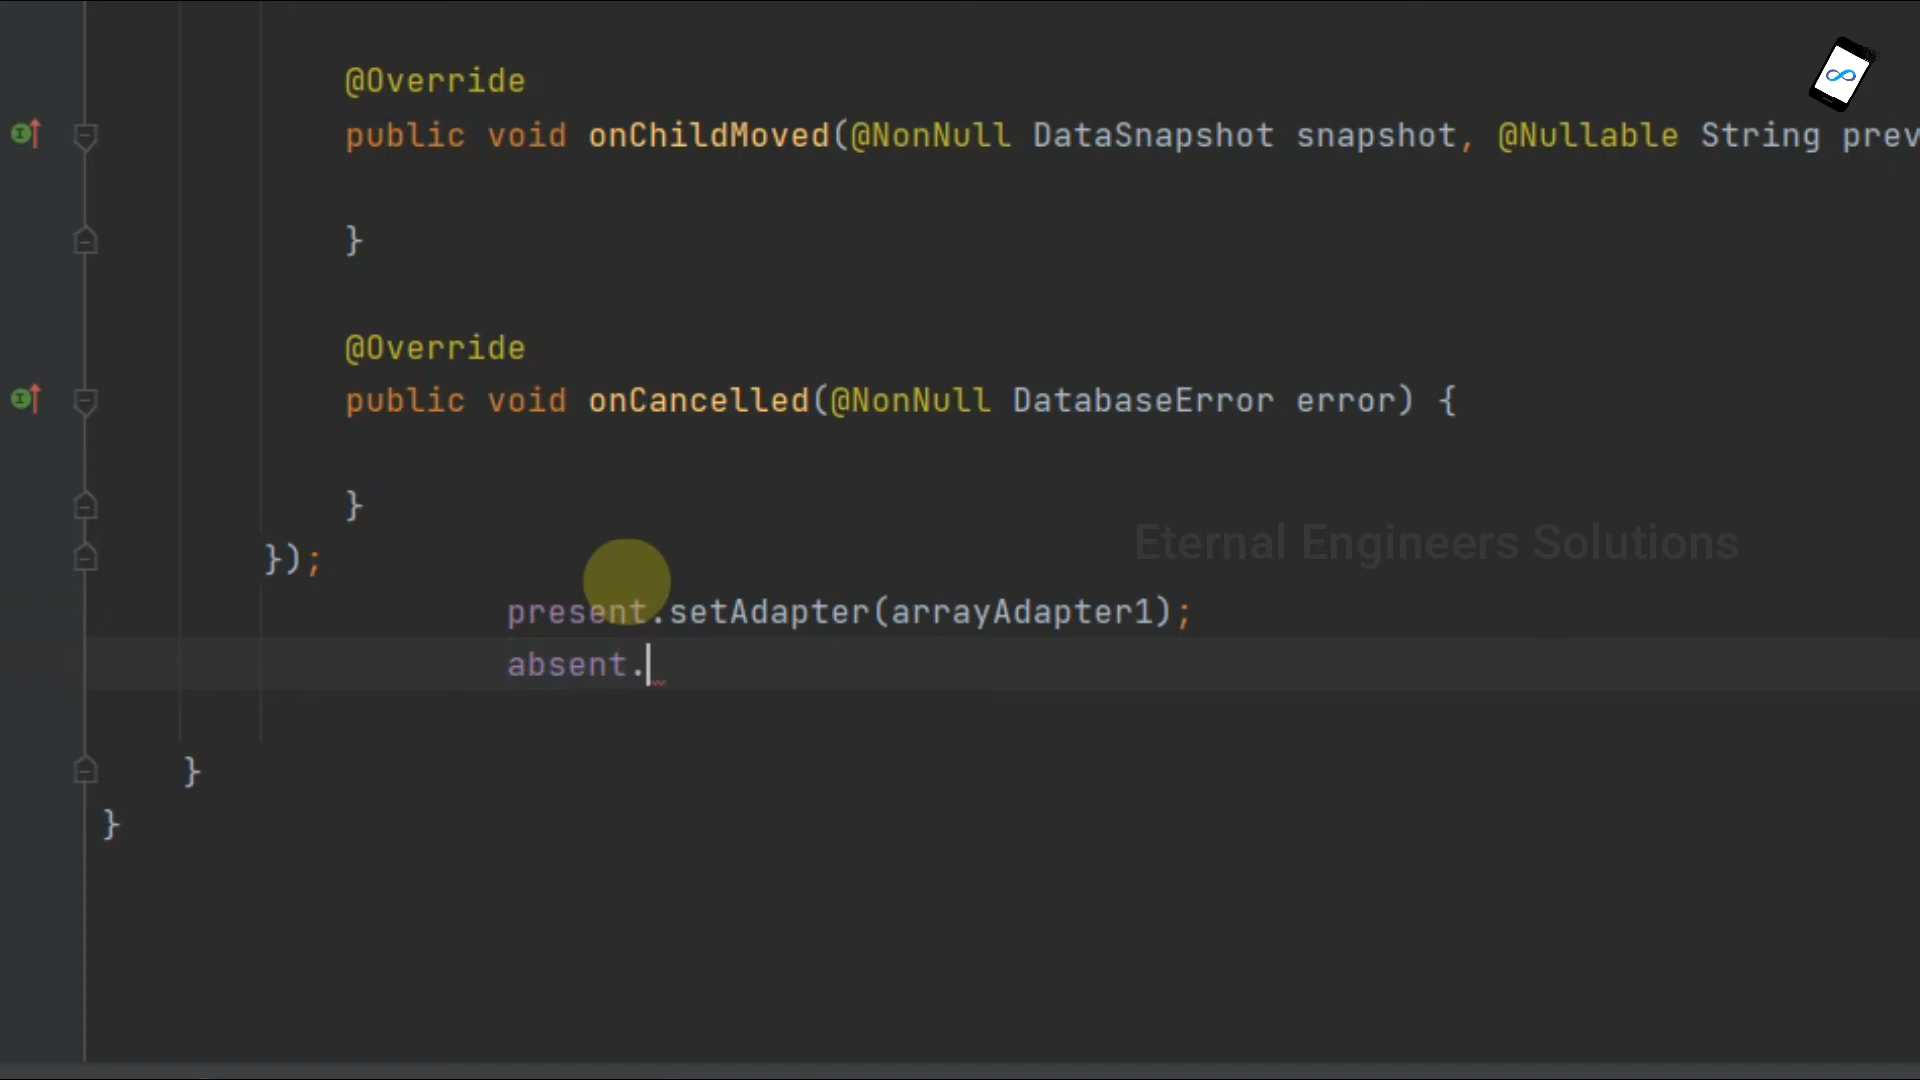 @Override
public void onChildMoved(@NonNull DataSnapshot snapshot, @Nullable String prev
}
@Override
public void onCancelled(@NonNull DatabaseError error) {
}
Eternal Engineers Solutions
});
present.setAdapter(arrayAdapter1);
absent.
}
}